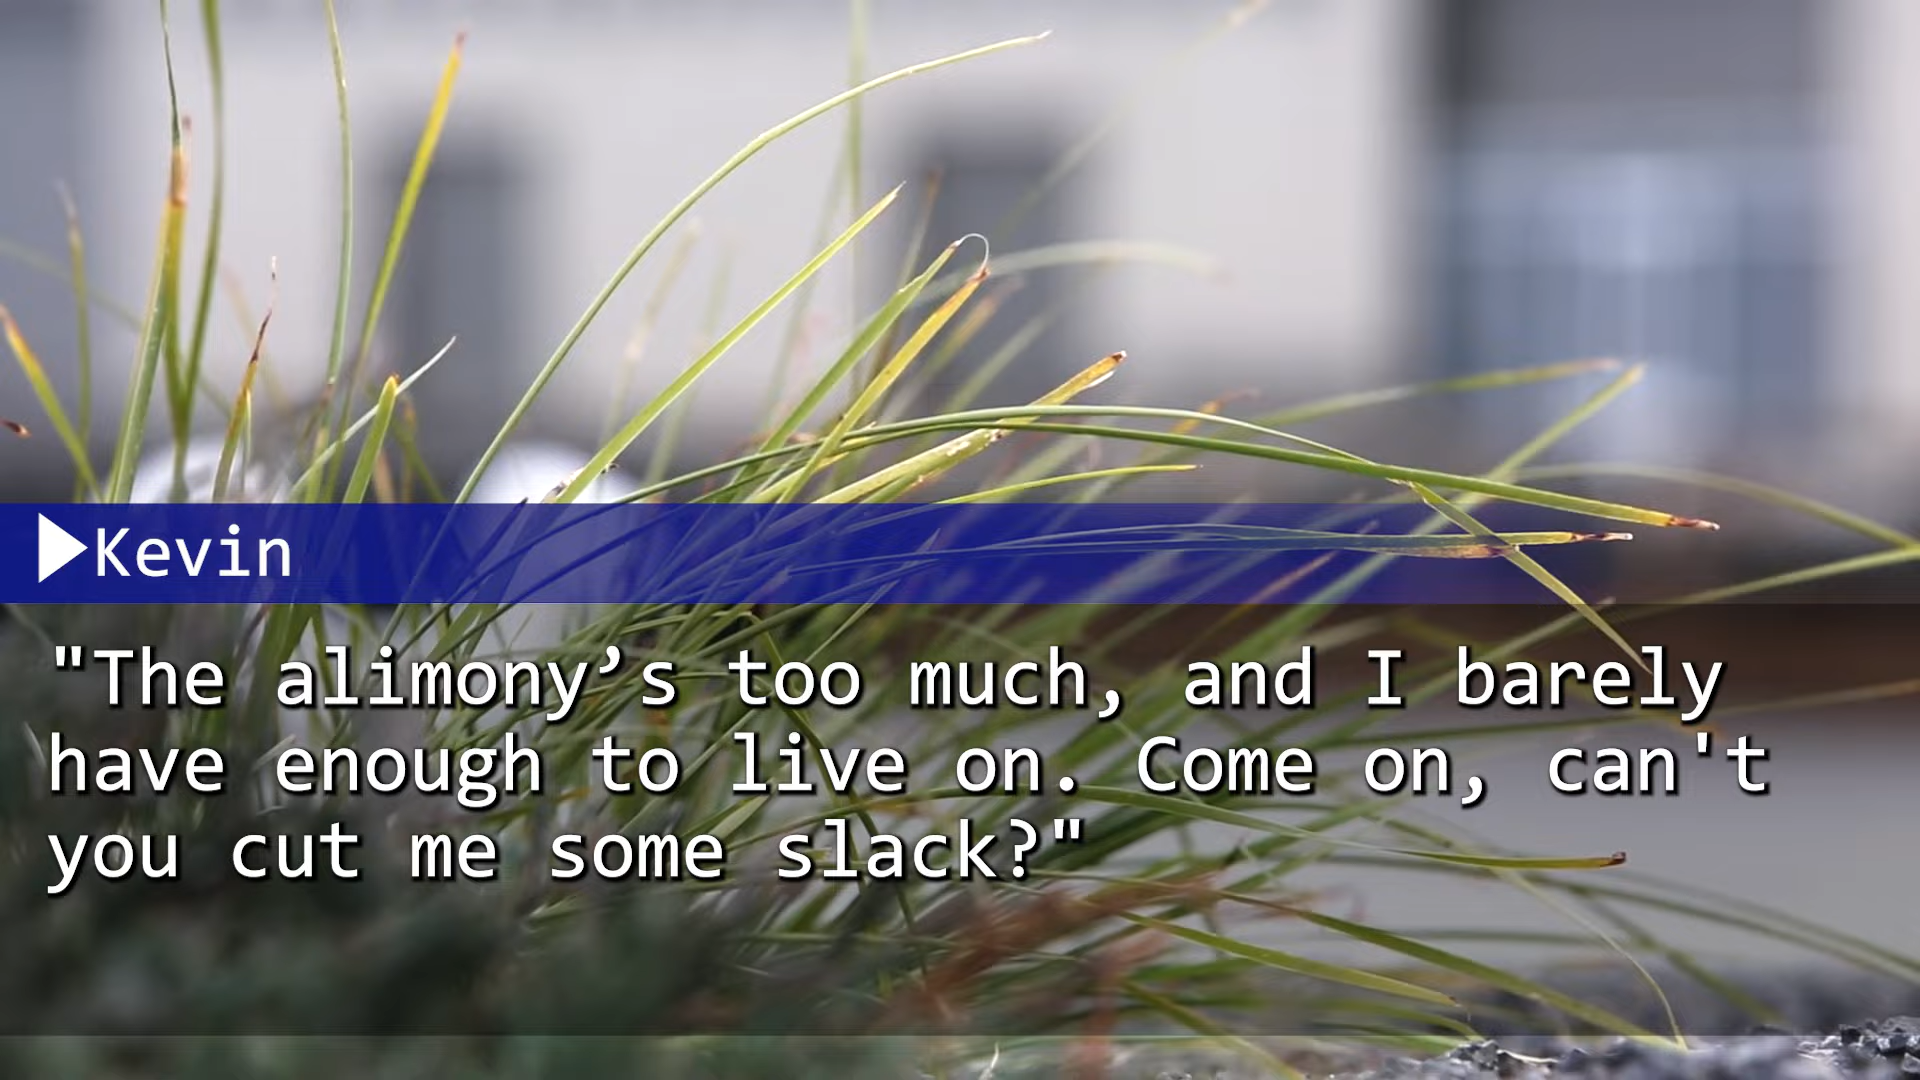 Kevin
"The alimony’s too much, and I barely
have enough to live on. Come on, can't
you cut me some slack?"